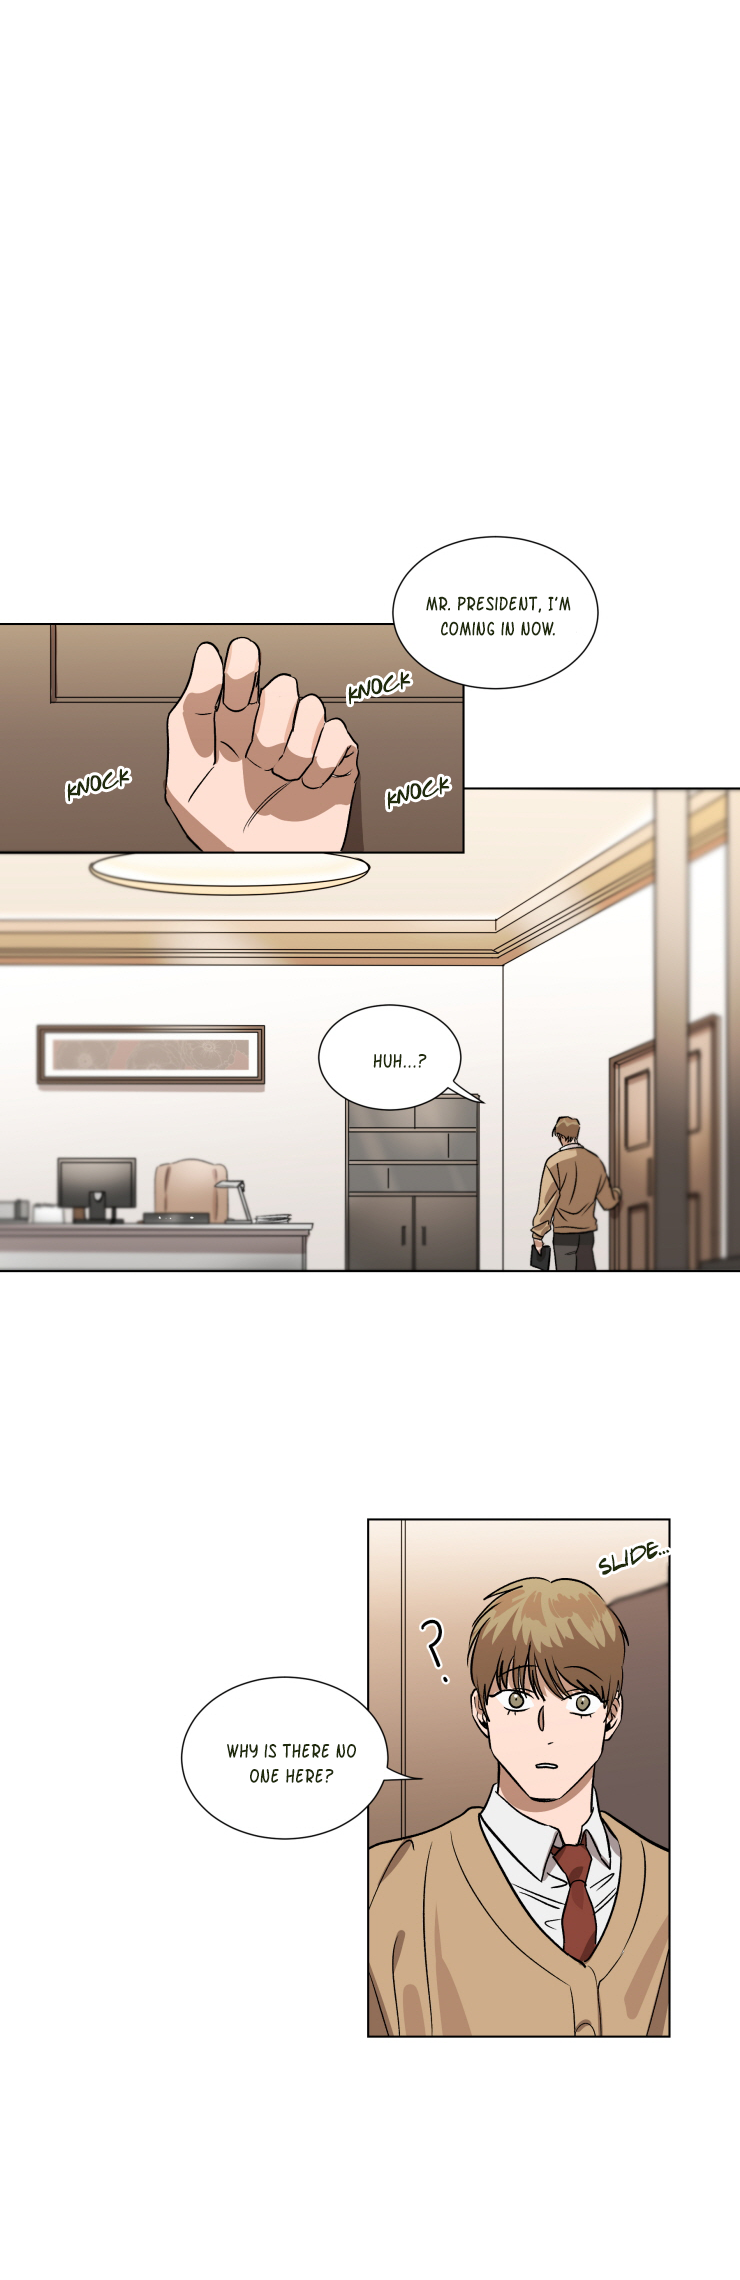 MR. PRESIDENT, I'M
COMING IN NOW.
KNOCK
KNOCK
KNOCK
HUH...?
SLIDE...
?
WHY IS THERE NO
ONE HERE?